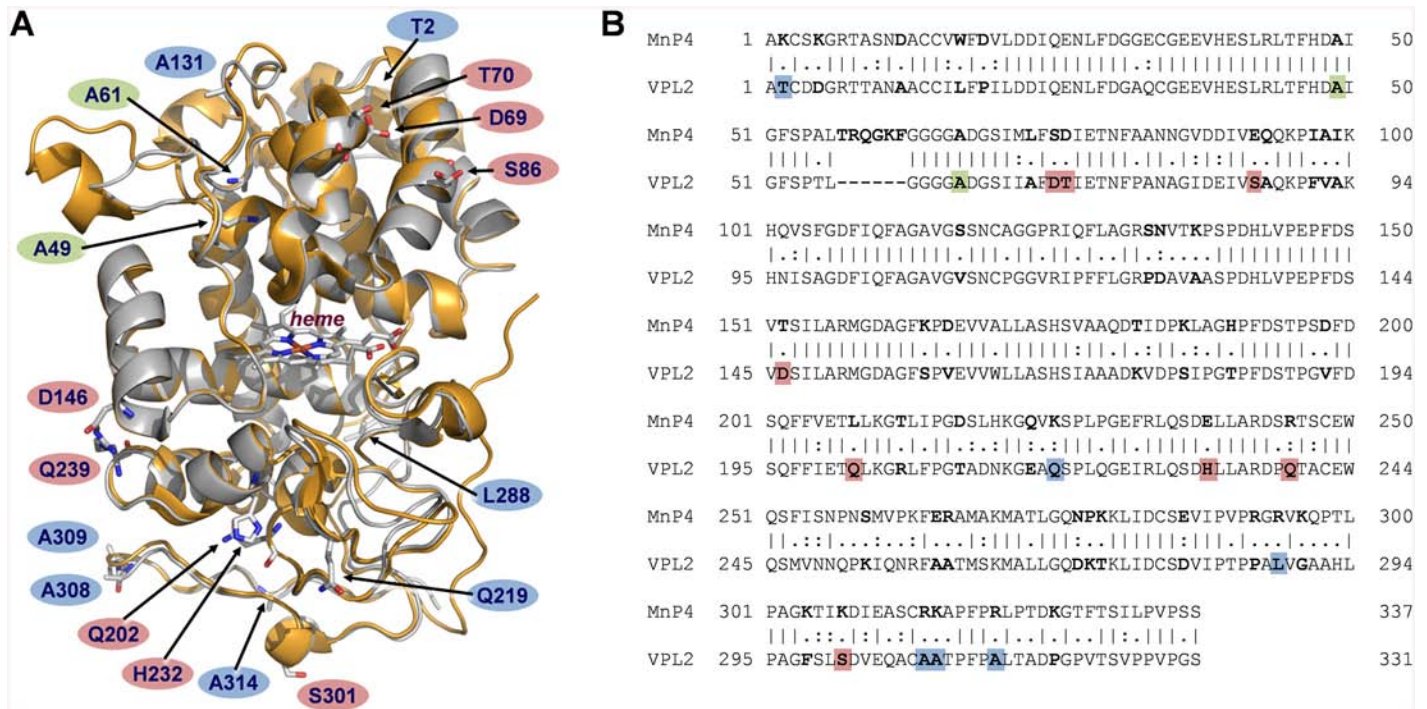 A
T2
A131
T70
A61
D69
S86
A49
heme
D146
Q239
L288
A309
A308
Q219
Q202
H232
A314
S301
B
MnP4 1 AKCSKGRTASNDACCVWFDVLDDIQENLFDGGECGEEVHESLRLTFHDAI 50
VPL2 1 ATCDDGRTTANAACCILFPILDDIQENLFDGAQCGEEVHESLRLTFHDAI 50
MnP4 51 GFSPALTRQGKFGGGGADGSIMLFSDIETNFAANNGVDDIVEQQKPIAIK 100
VPL2 51 GFSPTL------GGGGADGSIIAFDTIETNFPANAGIDEIVSAQKPFVAK 94
MnP4 101 HQVSFGDFIQFAGAVGSSNCAGGPRIQFLAGRSNVTKPSPDHLVPEPFDS 150
VPL2 95 HNISAGDFIQFAGAVGVSNCPGGVRIPFFLGRPDAVAASPDHLVPEPFDS 144
MnP4 151 VTSILARMGDAGFKPDEVVALLASHSVAAQDTIDPKLAGHPFDSTPSDFD 200
VPL2 145 VDSILARMGDAGFSPVEVVWLLASHSIAAADKVDPSIPGTPFDSTPGVFD 194
MnP4 201 SQFFVETLLKGTLIPGDSLHKGQVKSPLPGEFRLQSDELLARDSRTSCEW 250
VPL2 195 SQFFIETQLKGRLFPGTADNKGEAQSPLQGEIRLQSDHLLARDPQTACEW 244
MnP4 251 QSFISNPNSMVPKFERAMAKMATLGQNPKKLIDCSEVIPVPRGRVKQPTL 300
VPL2 245 QSMVNNQPKIQNRFAATMSKMALLGQDKTKLIDCSDVIPTPPALVGAAHL 294
MnP4 301 PAGKTIKDIEASCRKAPFPRLPTDKGTFTSILPVPSS 337
VPL2 295 PAGFSLSDVEQACAATPFPALTADPGPVTSVPPVPGS 331